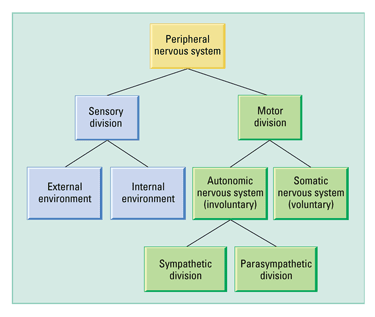 Peripheral
nervous system
Sensory
division
Motor
division
External
environment
Internal
environment
Autonomic
nervous system
(involuntary)
Somatic
nervous system
(voluntary)
Sympathetic
division
Parasympathetic
division